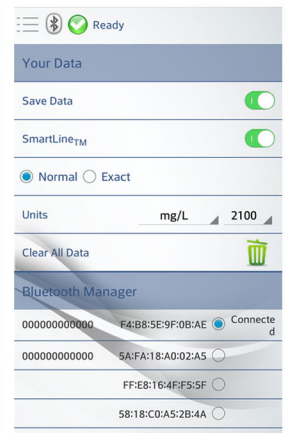 Ready
Your Data
Save Data
SmartLineTM
Normal Exact
Units mg/L 2100
Clear All Data
Bluetooth Manager
000000000000 F4:B8:5E:9F:0B:AE Connecte
d
000000000000 5A:FA:18:A0:02:A5
FF:E8:16:4F:F5:5F
58:18:C0:A5:2B:4A